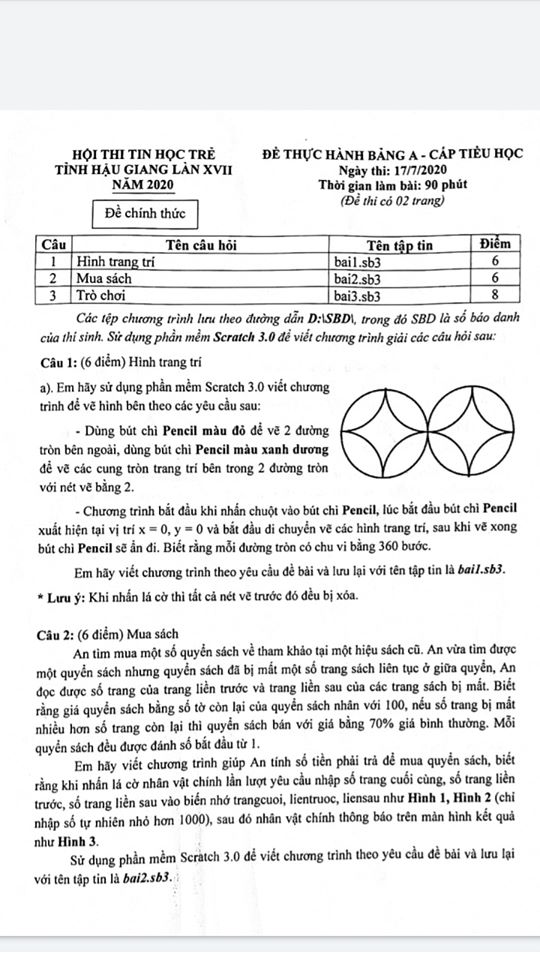 HỘI THI TIN HỌC TRẺ
TỈNH HẬU GIANG LẦN XVII
NĂM 2020
Đề chính thức
ĐỀ THỰC HÀNH BẢNG A - CẤP TIỂU HỌC
Ngày thi: 17/7/2020
Thời gian làm bài: 90 phút
(Đề thi có 02 trang)
Câu Tên câu hỏi Tên tập tin Điểm
1 Hình trang trí bai1.sb3 6
2 Mua sách bai2.sb3 6
3 Trò chơi bai3.sb3 8
Các tệp chương trình lưu theo đường dẫn D:\SBD\, trong đó SBD là số báo danh
của thí sinh. Sử dụng phần mềm Scratch 3.0 để viết chương trình giải các câu hỏi sau:
Câu 1: (6 điểm) Hình trang trí
a). Em hãy sử dụng phần mềm Scratch 3.0 viết chương
trình để vẽ hình bên theo các yêu cầu sau:
- Dùng bút chì Pencil màu đỏ để vẽ 2 đường
tròn bên ngoài, dùng bút chì Pencil màu xanh dương
để vẽ các cung tròn trang trí bên trong 2 đường tròn
với nét vẽ bằng 2.
- Chương trình bắt đầu khi nhấn chuột vào bút chì Pencil, lúc bắt đầu bút chì Pencil
xuất hiện tại vị trí x = 0, y = 0 và bắt đầu di chuyển vẽ các hình trang trí, sau khi vẽ xong
bút chì Pencil sẽ ẩn đi. Biết rằng mỗi đường tròn có chu vi bằng 360 bước.
Em hãy viết chương trình theo yêu cầu đề bài và lưu lại với tên tập tin là bai1.sb3.
* Lưu ý: Khi nhấn lá cờ thì tất cả nét vẽ trước đó đều bị xóa.
Câu 2: (6 điểm) Mua sách
An tìm mua một số quyển sách về tham khảo tại một hiệu sách cũ. An vừa tìm được
một quyển sách nhưng quyển sách đã bị mất một số trang sách liên tục ở giữa quyển, An
đọc được số trang của trang liền trước và trang liền sau của các trang sách bị mất. Biết
rằng giá quyển sách bằng số tờ còn lại của quyển sách nhân với 100, nếu số trang bị mất
nhiều hơn số trang còn lại thì quyển sách bán với giá bằng 70% giá bình thường. Mỗi
quyển sách đều được đánh số bắt đầu từ 1.
Em hãy viết chương trình giúp An tính số tiền phải trả để mua quyển sách, biết
rằng khi nhấn lá cờ nhân vật chính lần lượt yêu cầu nhập số trang cuối cùng, số trang liền
trước, số trang liền sau vào biến nhớ trangcuoi, lientruoc, liensau như Hình 1, Hình 2 (chỉ
nhập số tự nhiên nhỏ hơn 1000), sau đó nhân vật chính thông báo trên màn hình kết quả
như Hình 3.
Sử dụng phần mềm Scratch 3.0 để viết chương trình theo yêu cầu đề bài và lưu lại
với tên tập tin là bai2.sb3.